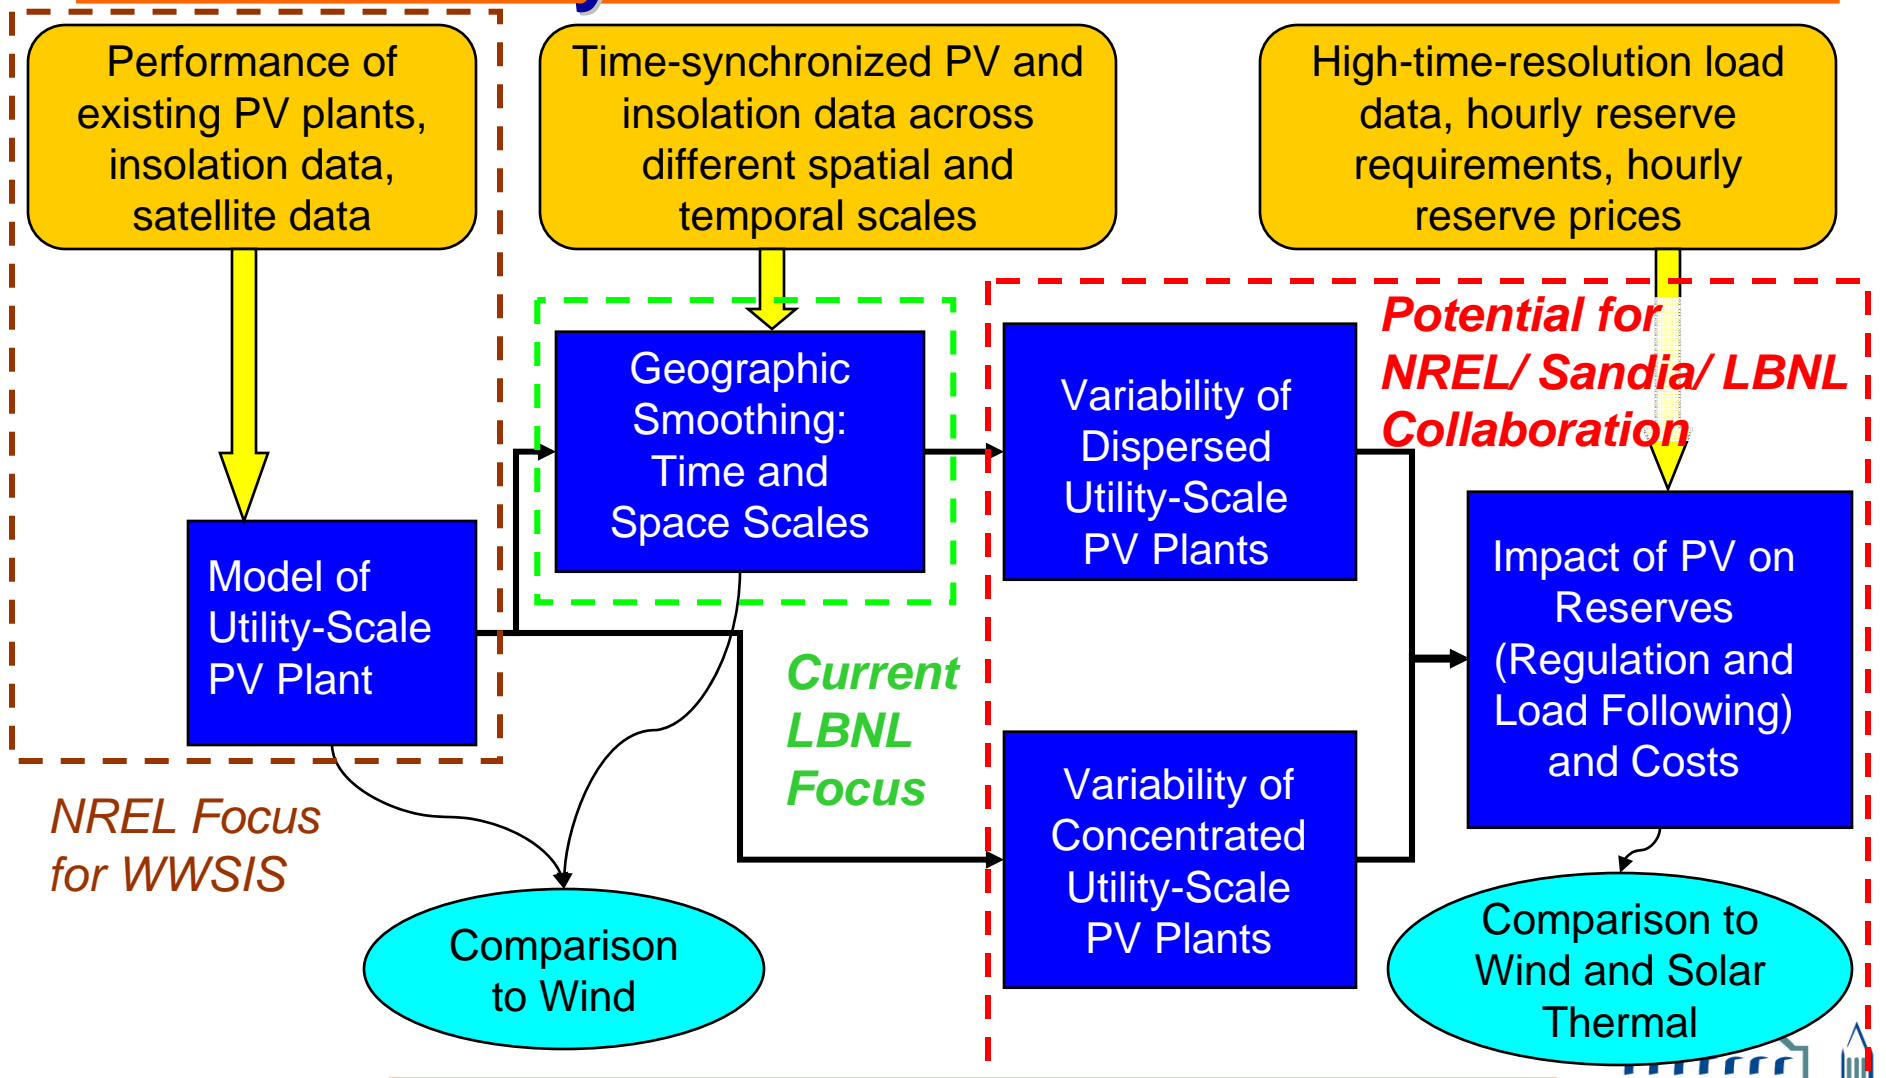 Performance of
existing PV plants,
insolation data,
satellite data
Time-synchronized PV and
insolation data across
different spatial and
temporal scales
High-time-resolution load
data, hourly reserve
requirements, hourly
reserve prices
Potential for
NREL/ Sandia/ LBNL
Collaboration
Geographic
Smoothing:
Time and
Space Scales
Variability of
Dispersed
Utility-Scale
PV Plants
Model of
Utility-Scale
PV Plant
Impact of PV on
Reserves
(Regulation and
Load Following)
and Costs
Current
LBNL
Focus
Variability of
Concentrated
Utility-Scale
PV Plants
NREL Focus
for WWSIS
Comparison
to Wind
Comparison to
Wind and Solar
Thermal